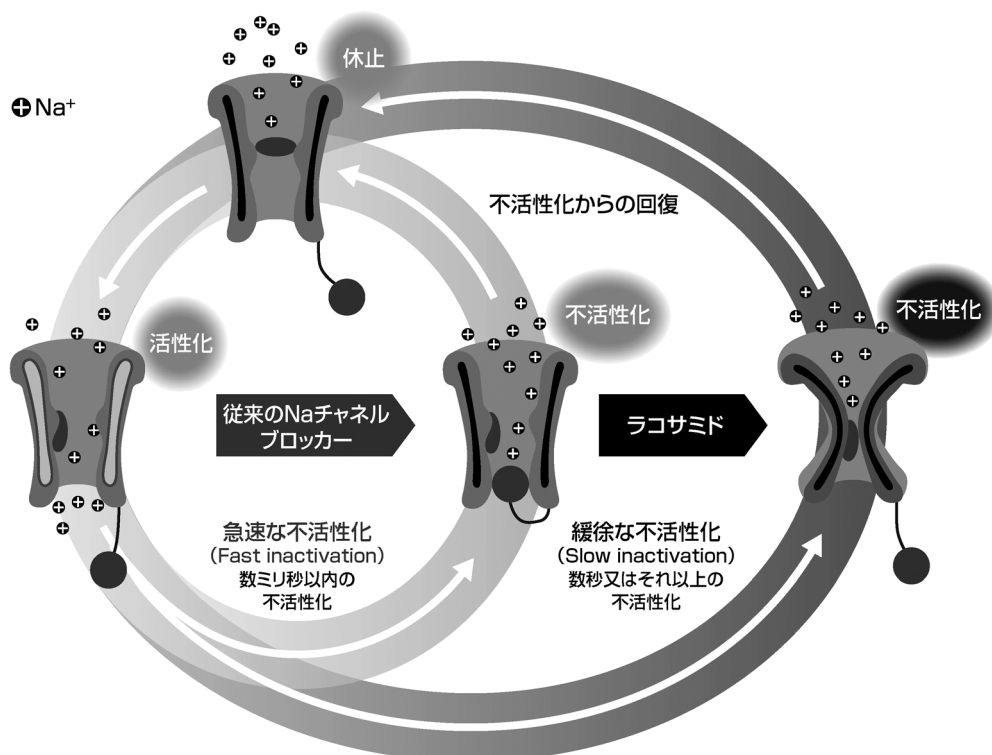 休止
Na⁺
不活性化からの回復
活性化
不活性化
不活性化
従来のNaチャネル
ブロッカー
ラコサミド
急速な不活性化
(Fast inactivation)
数ミリ秒以内の
不活性化
緩徐な不活性化
(Slow inactivation)
数秒又はそれ以上の
不活性化